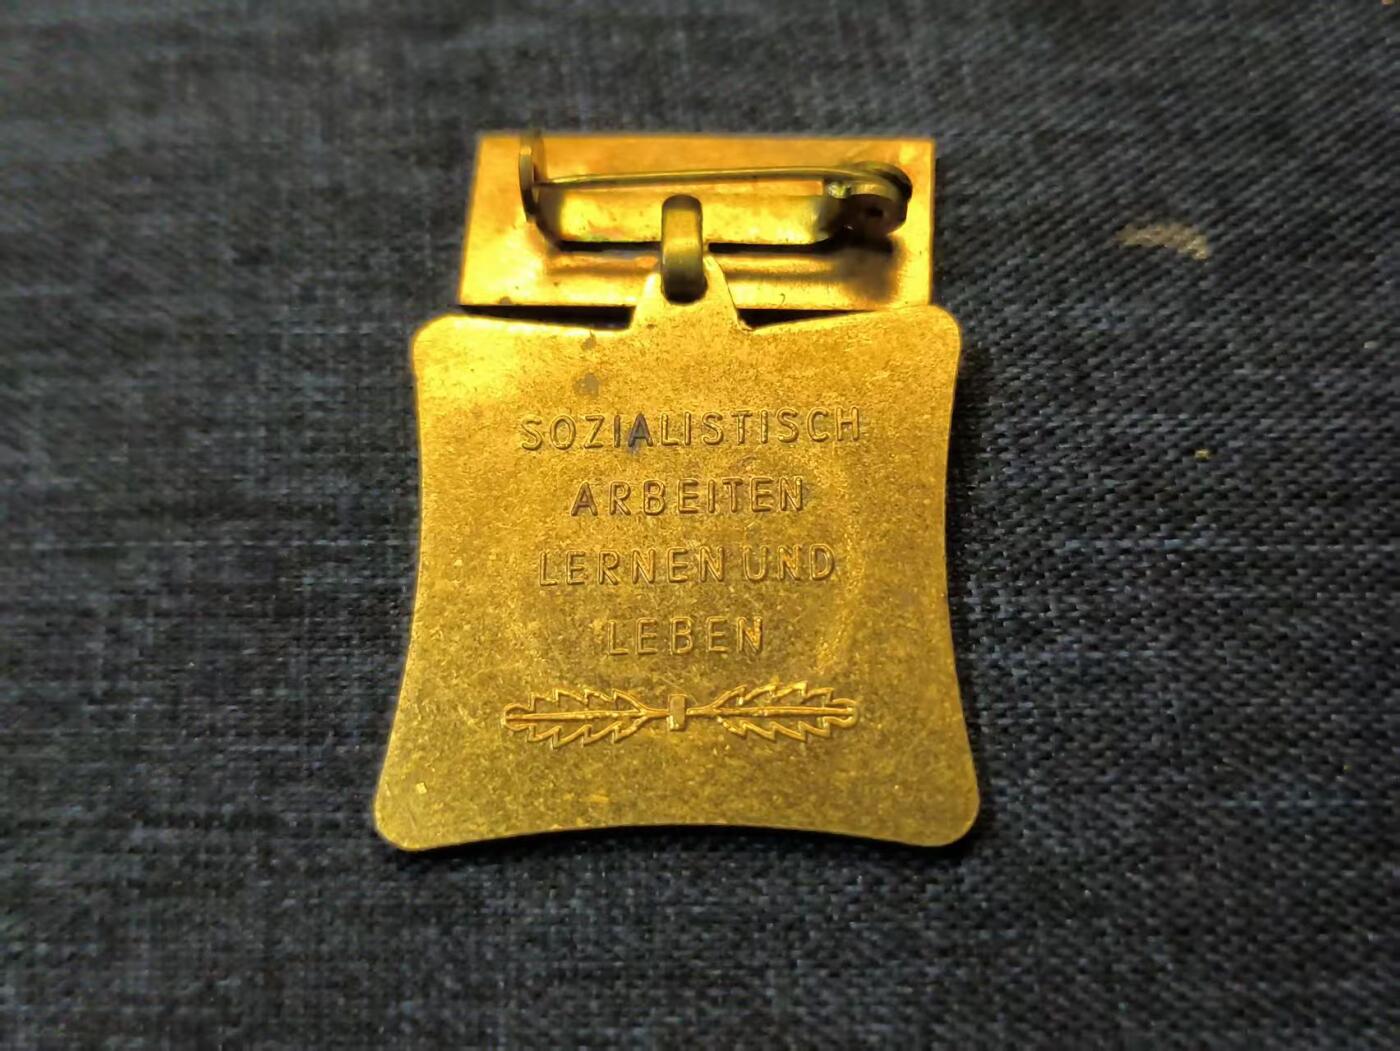 SOZIALISTISCH
ARBEITEN
LERNEN UND
LEBEN